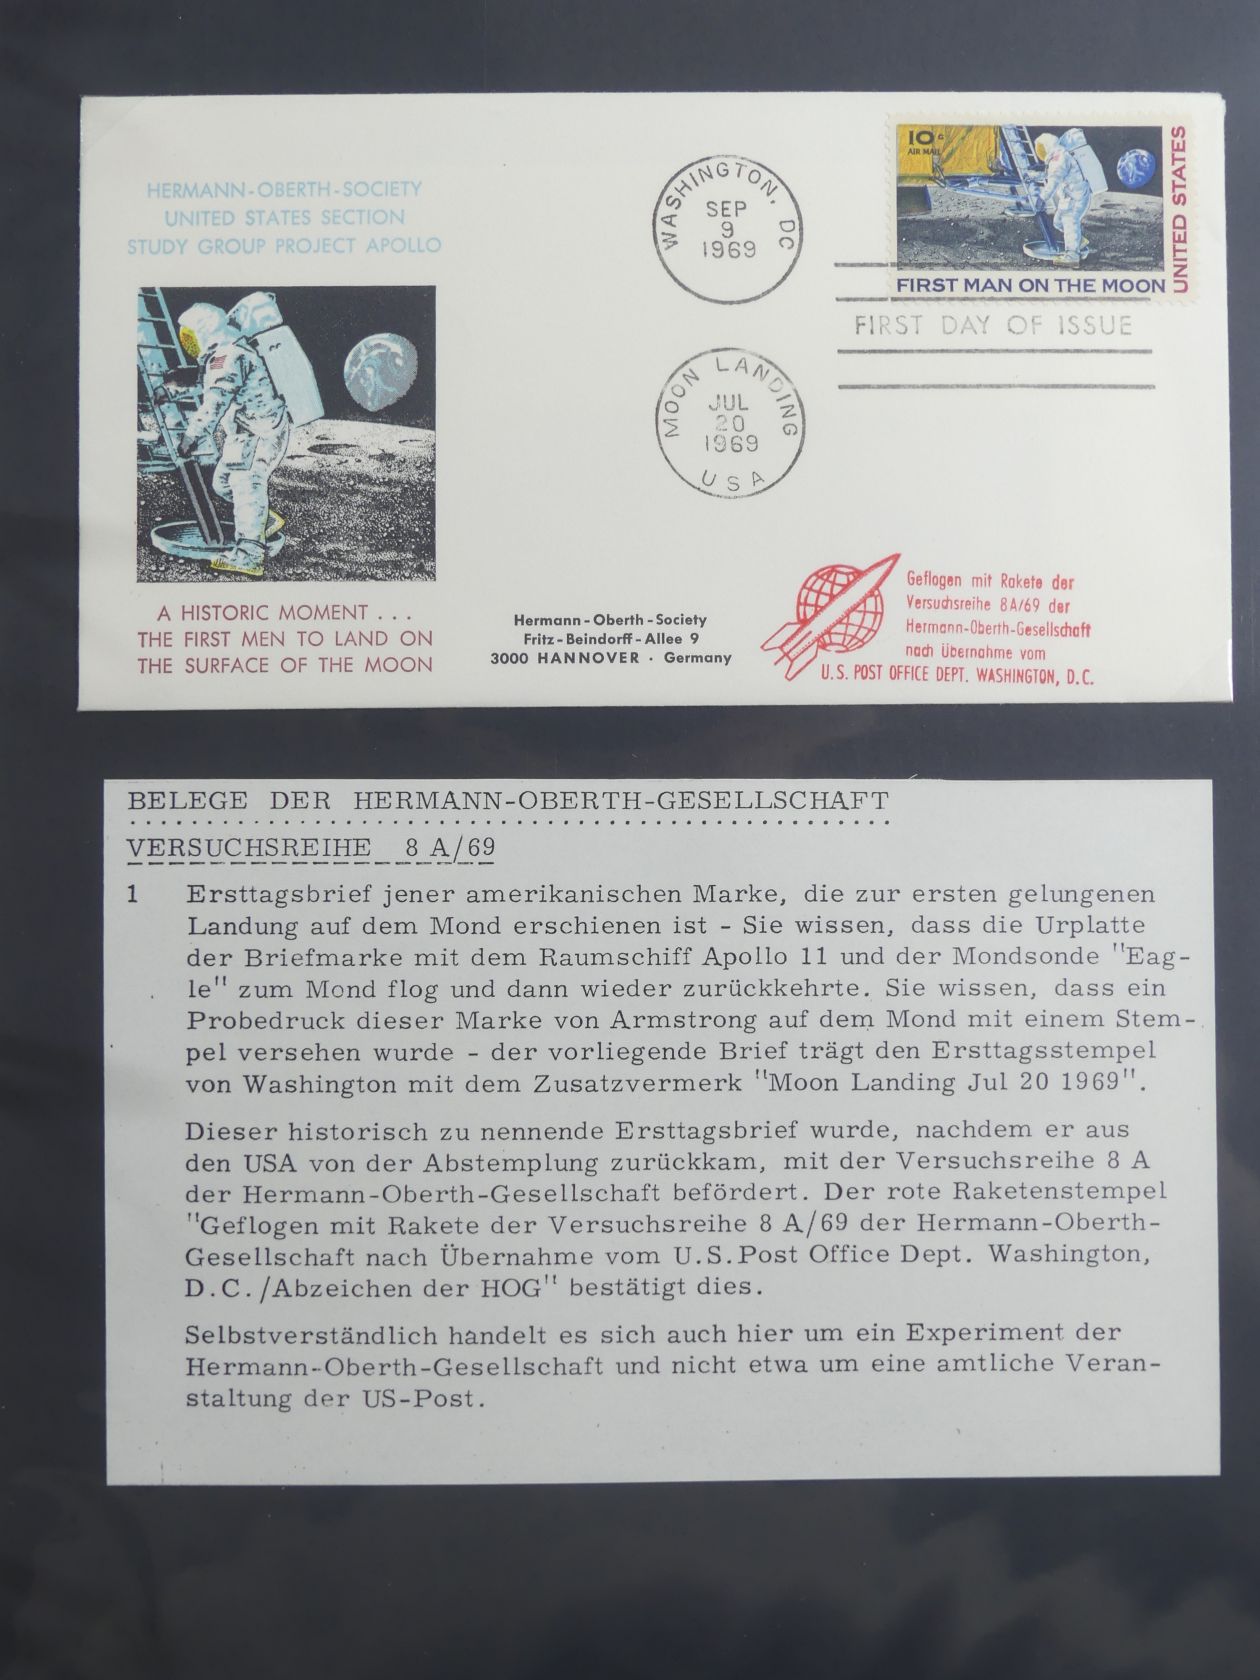 HERMANN-OBERTH-SOCIETY
UNITED STATES SECTION
STUDY GROUP PROJECT APOLLO
A HISTORIC MOMENT . . .
THE FIRST MEN TO LAND ON
THE SURFACE OF THE MOON
WASHINGTON, DC
SEP
9
1969
MOON LANDING
JUL
20
1969
USA
10c
AIR MAIL
UNITED STATES
FIRST MAN ON THE MOON
FIRST DAY OF ISSUE
Hermann-Oberth-Society
Fritz-Beindorff-Allee 9
3000 HANNOVER · Germany
Geflogen mit Rakete der
Versuchsreihe 8A/69 der
Hermann-Oberth-Gesellschaft
nach Übernahme vom
U.S. POST OFFICE DEPT. WASHINGTON, D.C.
BELEGE DER HERMANN-OBERTH-GESELLSCHAFT
VERSUCHSREIHE 8 A/69
1 Ersttagsbrief jener amerikanischen Marke, die zur ersten gelungenen
Landung auf dem Mond erschienen ist - Sie wissen, dass die Urplatte
der Briefmarke mit dem Raumschiff Apollo 11 und der Mondsonde "Eag-
le" zum Mond flog und dann wieder zurückkehrte. Sie wissen, dass ein
Probedruck dieser Marke von Armstrong auf dem Mond mit einem Stem-
pel versehen wurde - der vorliegende Brief trägt den Ersttagsstempel
von Washington mit dem Zusatzvermerk "Moon Landing Jul 20 1969".
Dieser historisch zu nennende Ersttagsbrief wurde, nachdem er aus
den USA von der Abstemplung zurückkam, mit der Versuchsreihe 8 A
der Hermann-Oberth-Gesellschaft befördert. Der rote Raketenstempel
"Geflogen mit Rakete der Versuchsreihe 8 A/69 der Hermann-Oberth-
Gesellschaft nach Übernahme vom U.S.Post Office Dept. Washington,
D.C./Abzeichen der HOG" bestätigt dies.
Selbstverständlich handelt es sich auch hier um ein Experiment der
Hermann-Oberth-Gesellschaft und nicht etwa um eine amtliche Veran-
staltung der US-Post.